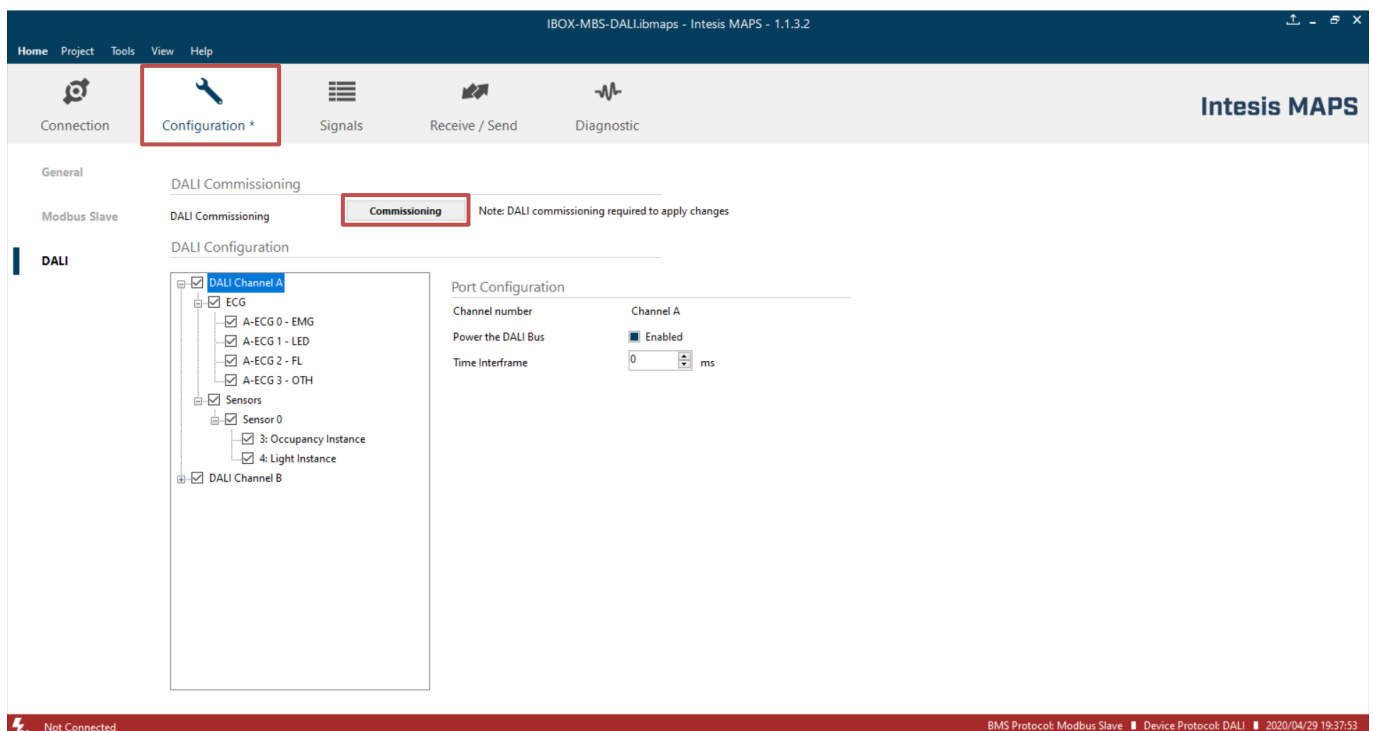 IBOX-MBS-DALI.ibmaps - Intesis MAPS - 1.1.3.2
Home Project Tools View Help
Connection Configuration * Signals Receive / Send Diagnostic
Intesis MAPS
General
Modbus Slave
DALI
DALI Commissioning
DALI Commissioning Commissioning Note: DALI commissioning required to apply changes
DALI Configuration
DALI Channel A
ECG
A-ECG 0 - EMG
A-ECG 1 - LED
A-ECG 2 - FL
A-ECG 3 - OTH
Sensors
Sensor 0
3: Occupancy Instance
4: Light Instance
DALI Channel B
Port Configuration
Channel number Channel A
Power the DALI Bus Enabled
Time Interframe 0 ms
Not Connected
BMS Protocol: Modbus Slave Device Protocol: DALI 2020/04/29 19:37:53